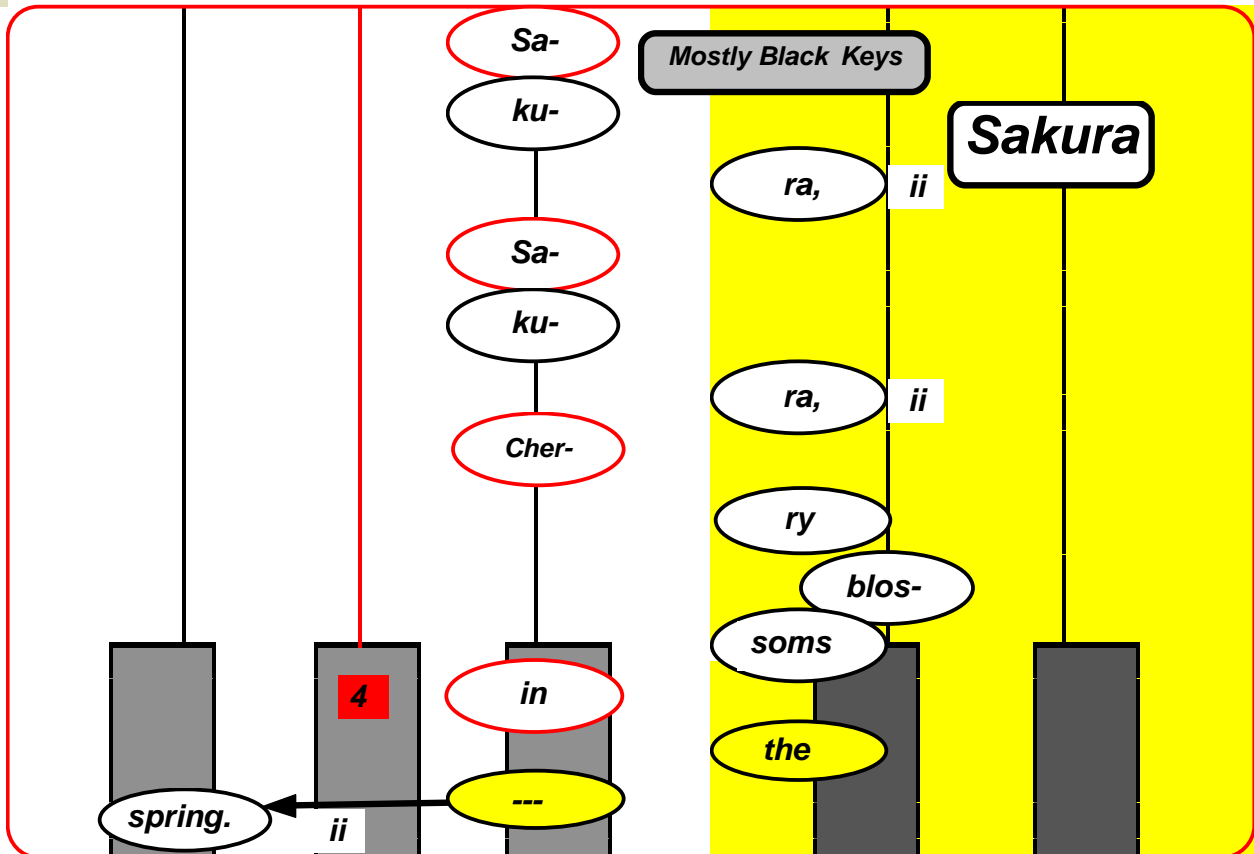 Sa-
Mostly Black Keys
ku-
Sakura
ra, ii
Sa-
ku-
ra, ii
Cher-
ry
blos-
soms
4 in
the
---
spring. ii